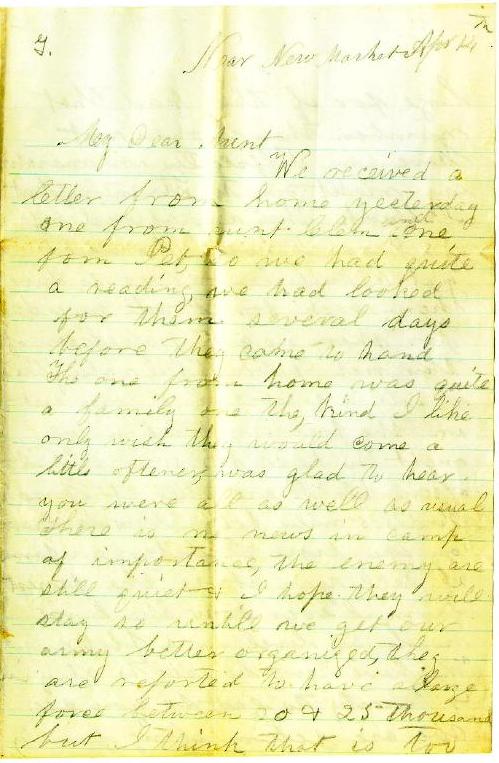 Near New Market Apr 14th
My Dear Aunt
We received a
letter from home yesterday
one from aunt Clem and one
from Pet, so we had quite
a reading, we had looked
for them several days
before they came to hand
The one from home was quite
a family one the, kind I like
only wish they would come a
little oftener, was glad to hear
you were all as well as usual
There is no news in camp
of importance, the enemy are
still quiet & I hope they will
stay so untill we get our
army better organized, they
are reported to have a large
force between 20 & 25 thousand
but I think that is too